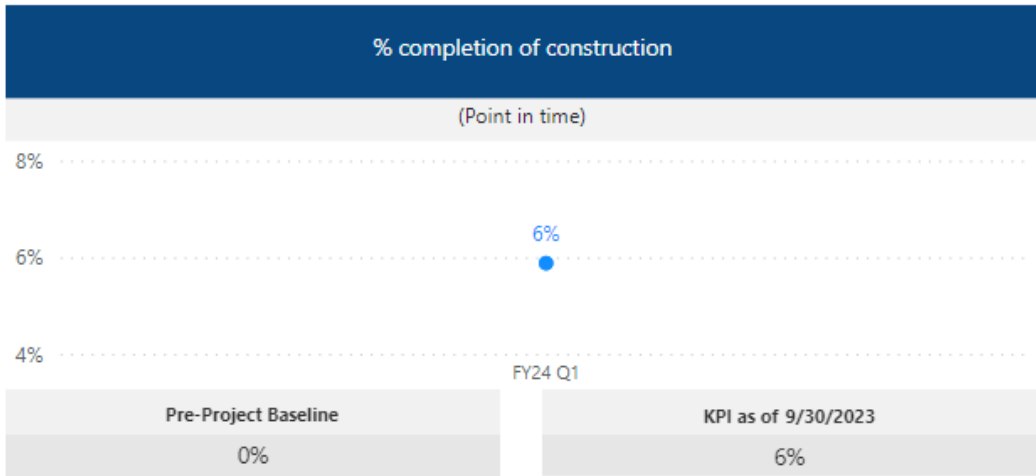 % completion of construction
(Point in time)
8%
6%
6%
4%
FY24 Q1
Pre-Project Baseline
KPI as of 9/30/2023
0%
6%